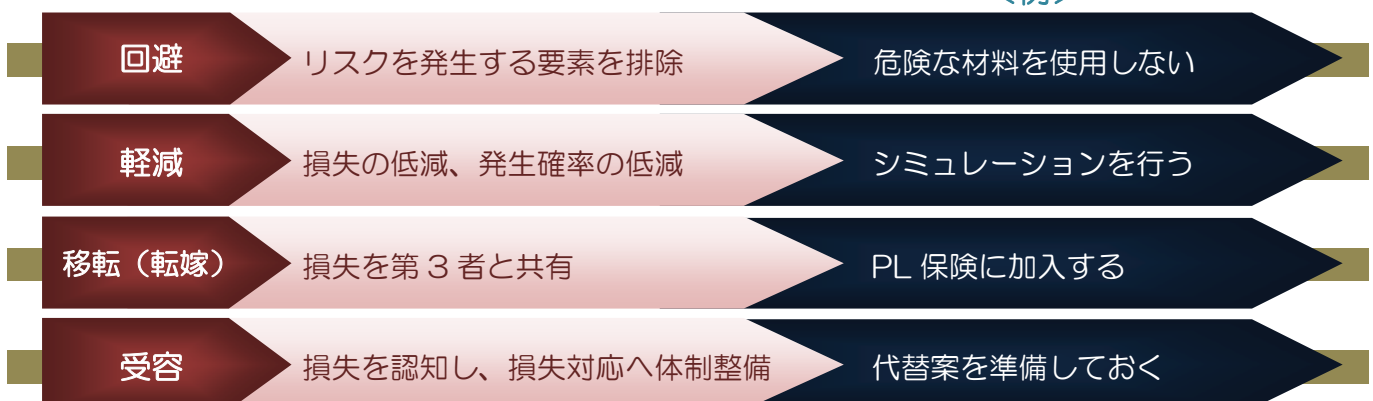 〈例〉
回避 リスクを発生する要素を排除 危険な材料を使用しない
軽減 損失の低減、発生確率の低減 シミュレーションを行う
移転（転嫁） 損失を第3者と共有 PL保険に加入する
受容 損失を認知し、損失対応へ体制整備 代替案を準備しておく